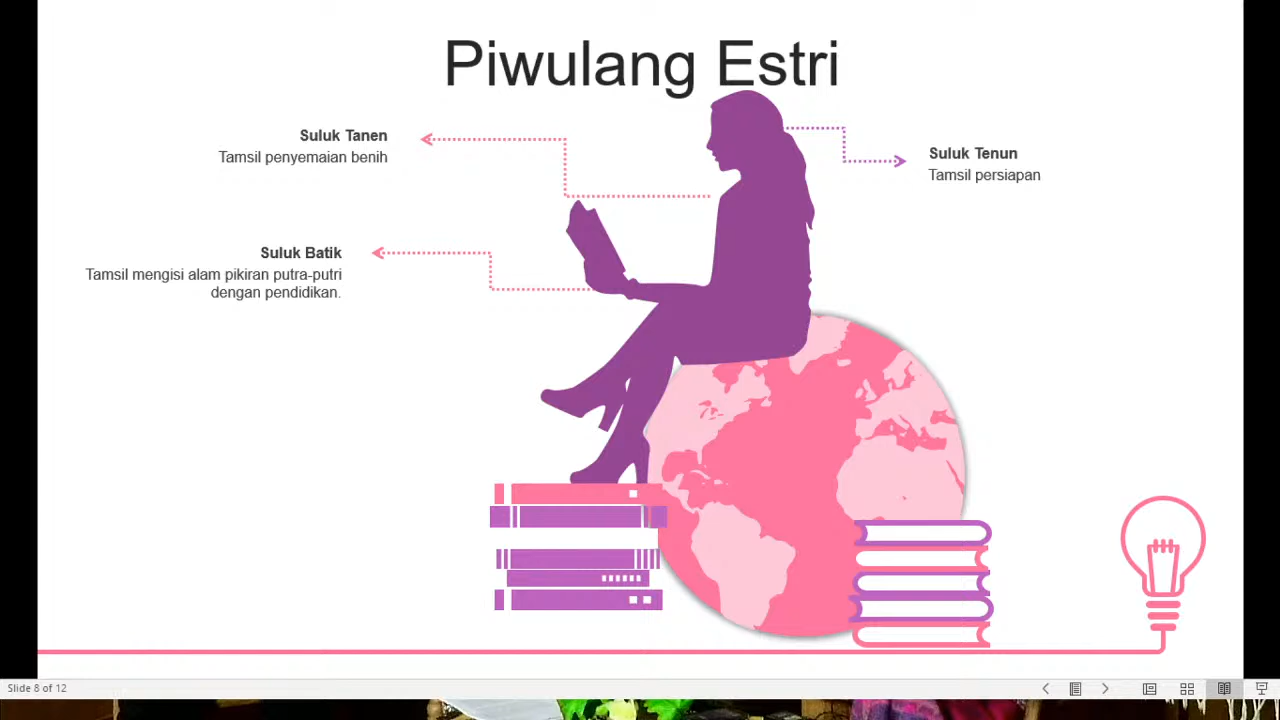 Piwulang Estri
Suluk Tanen
Tamsil penyemaian benih
Suluk Tenun
Tamsil persiapan
Suluk Batik
Tamsil mengisi alam pikiran putra-putri
dengan pendidikan.
Slide 8 of 12